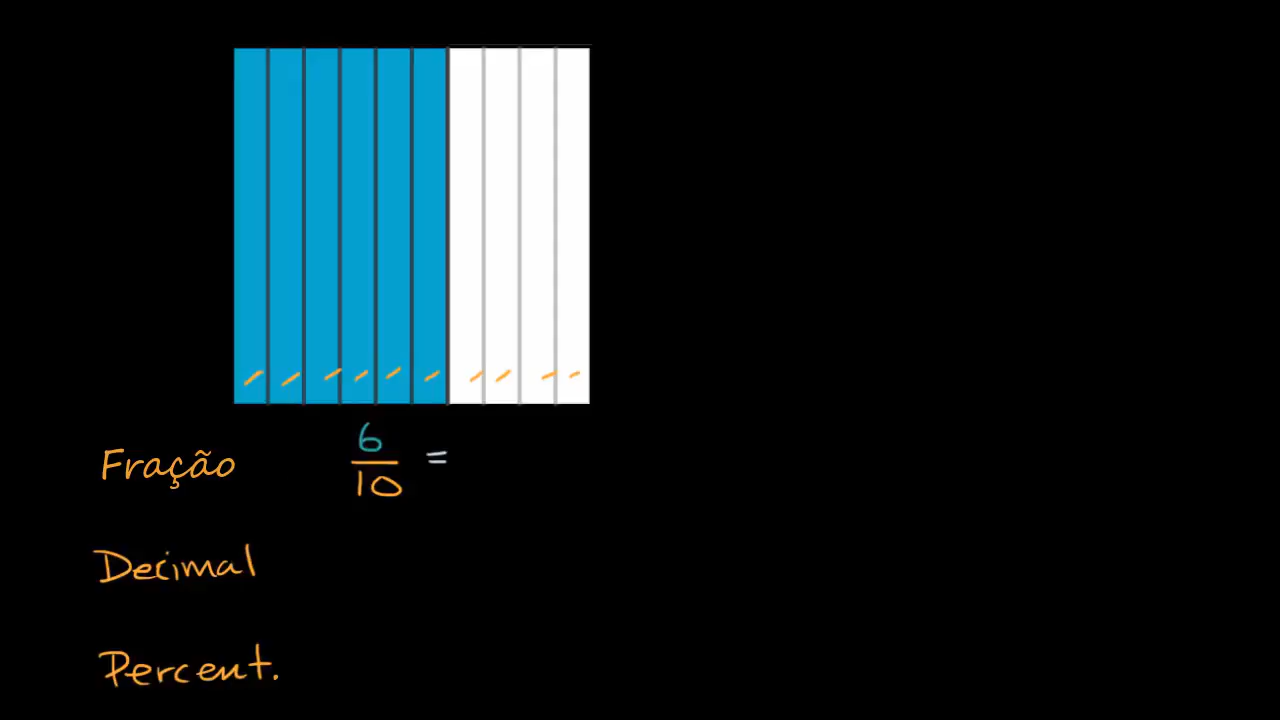 Fração 6/10 =
Decimal
Percent.